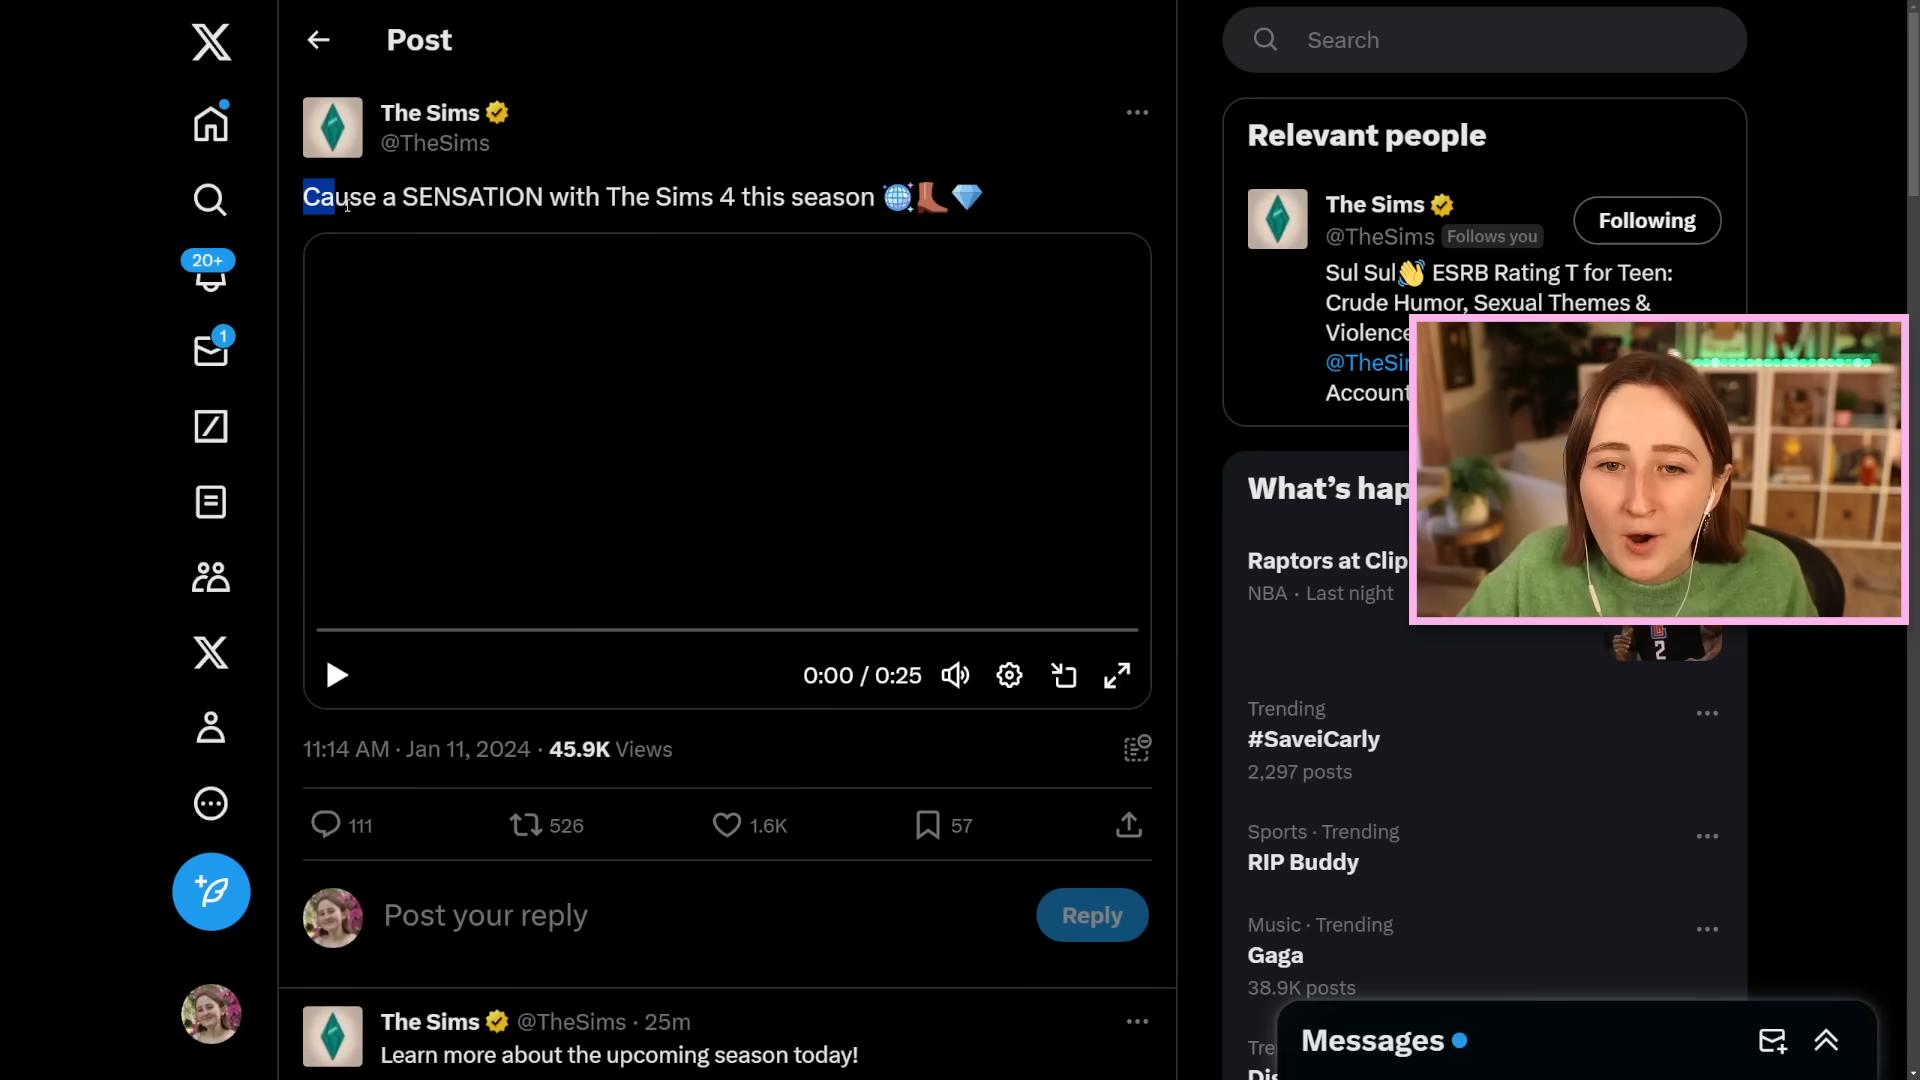 Post
Search
The Sims
@TheSims
Cause a SENSATION with The Sims 4 this season
20+
1
0:00 / 0:25
11:14 AM · Jan 11, 2024 · 45.9K Views
111
526
1.6K
57
Post your reply
Reply
The Sims @TheSims · 25m
Learn more about the upcoming season today!
Relevant people
The Sims
@TheSims Follows you
Following
Sul Sul ESRB Rating T for Teen:
Crude Humor, Sexual Themes &
Violence
@TheSi
Account
What's hap
Raptors at Clip
NBA · Last night
2
Trending
#SaveiCarly
2,297 posts
Sports · Trending
RIP Buddy
Music · Trending
Gaga
38.9K posts
Tre
Messages